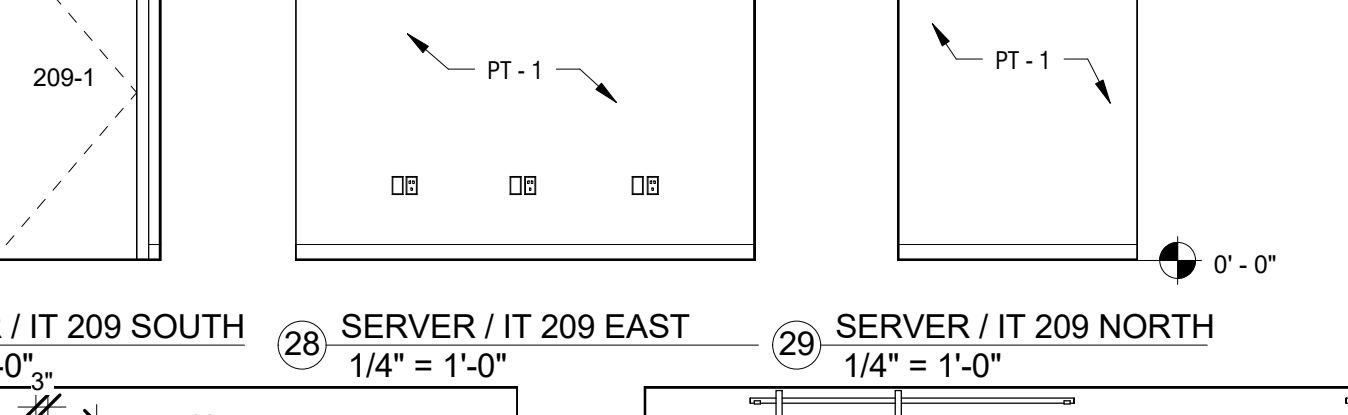 209-1
PT - 1
PT - 1
0' - 0"
/ IT 209 SOUTH
28
SERVER / IT 209 EAST
1/4" = 1'-0"
29
SERVER / IT 209 NORTH
1/4" = 1'-0"
-0"
3"